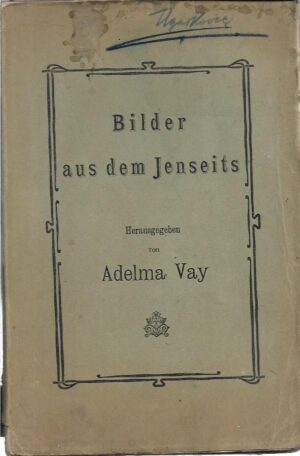 Bilder
aus dem Jenseits
Herausgegeben
von
Adelma Vay